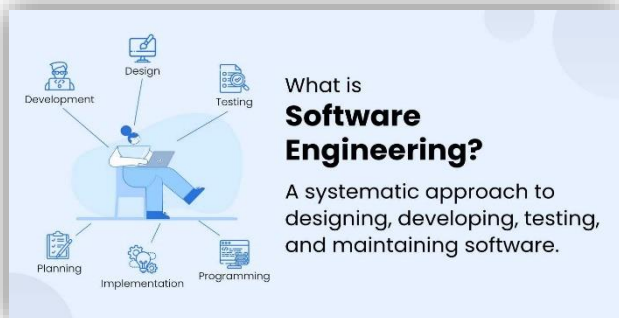 Design
Development
Testing
What is
Software
Engineering?
A systematic approach to
designing, developing, testing,
and maintaining software.
Planning
Implementation
Programming